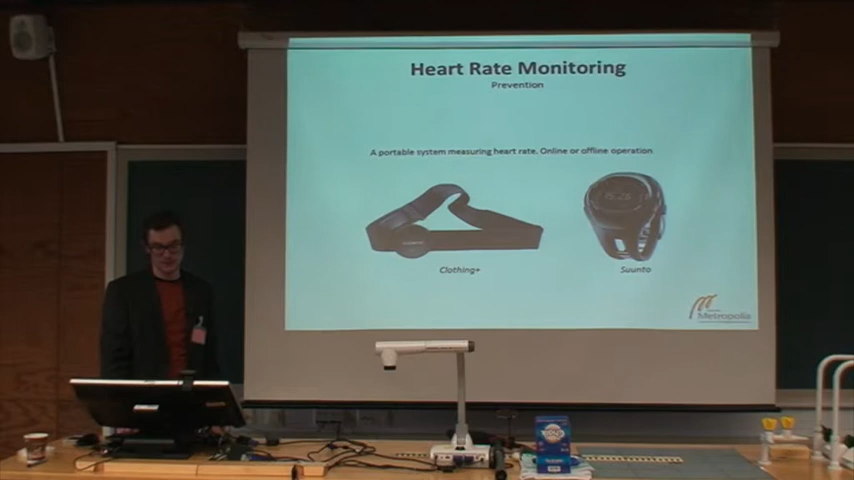 Heart Rate Monitoring
Prevention
A portable system measuring heart rate. Online or offline operation
Clothing+
Suunto
Metropolia